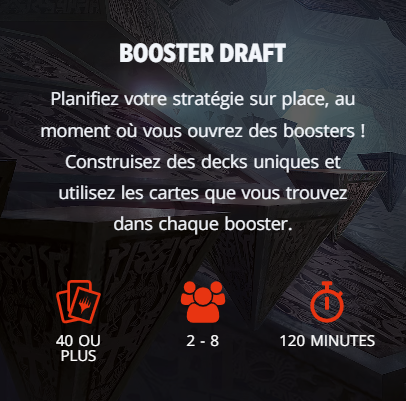 BOOSTER DRAFT
Planifiez votre stratégie sur place, au
moment où vous ouvrez des boosters !
Construisez des decks uniques et
utilisez les cartes que vous trouvez
dans chaque booster.
40 OU
PLUS
2 - 8
120 MINUTES